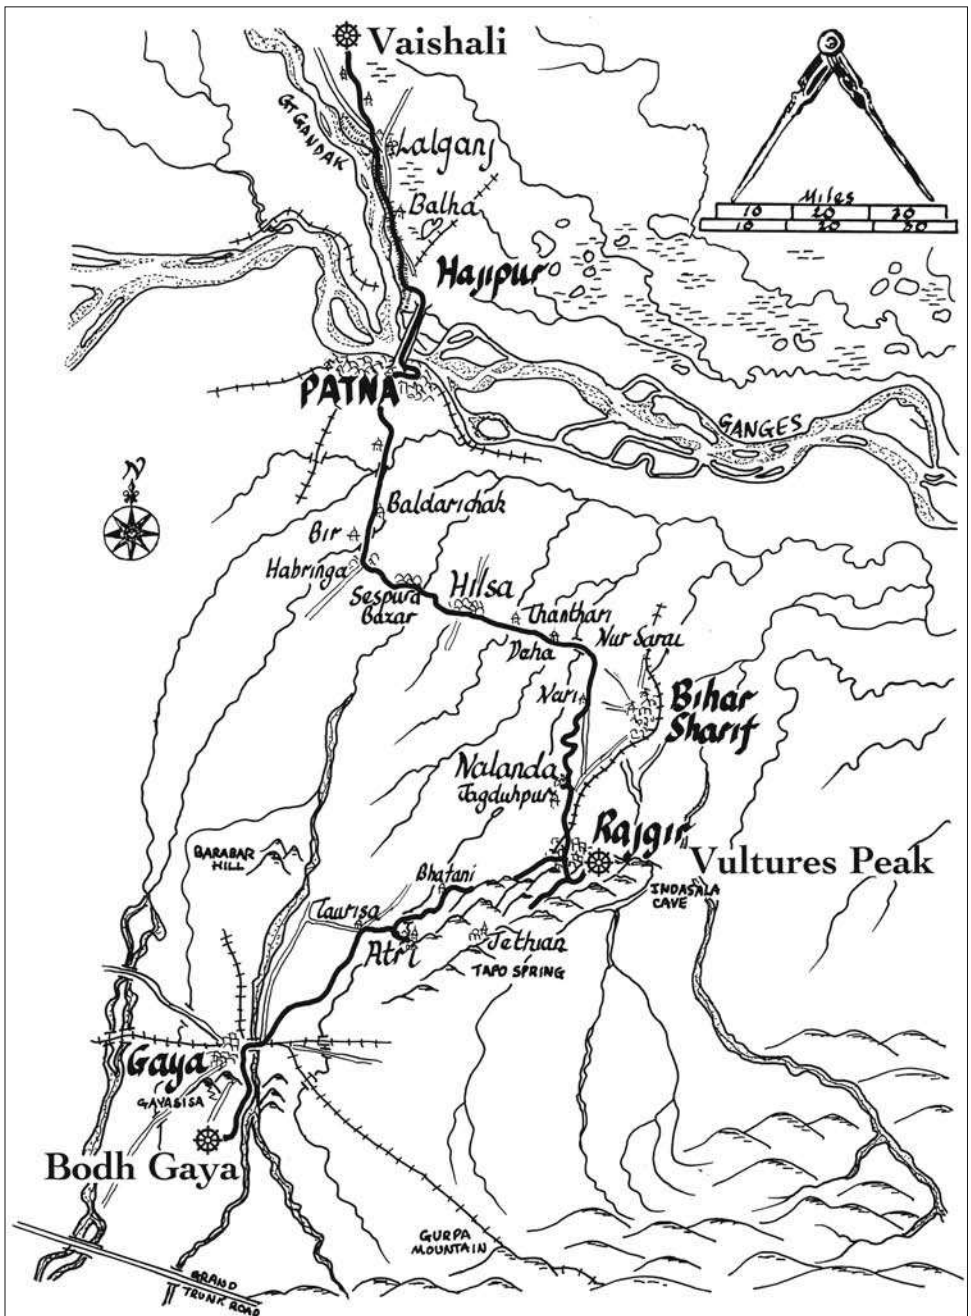 Vaishali
GT GANDAK
Lalganj
Balha
Miles
10 20 30
10 20 30
Hajipur
PATNA
GANGES
N
Baldarichak
Bir
Habringa
Sespura
Bazar
Hilsa
Thanthari
Daha
Nur Sarai
Nari
Bihar
Sharif
Nalanda
Jagduhpur
Rajgir
Vultures Peak
BARABAR
HILL
Bhatani
INDASALA
CAVE
Taurisa
Atri
Jethian
TAPO SPRING
Gaya
GAYASISA
Bodh Gaya
GURPA
MOUNTAIN
GRAND
TRUNK ROAD